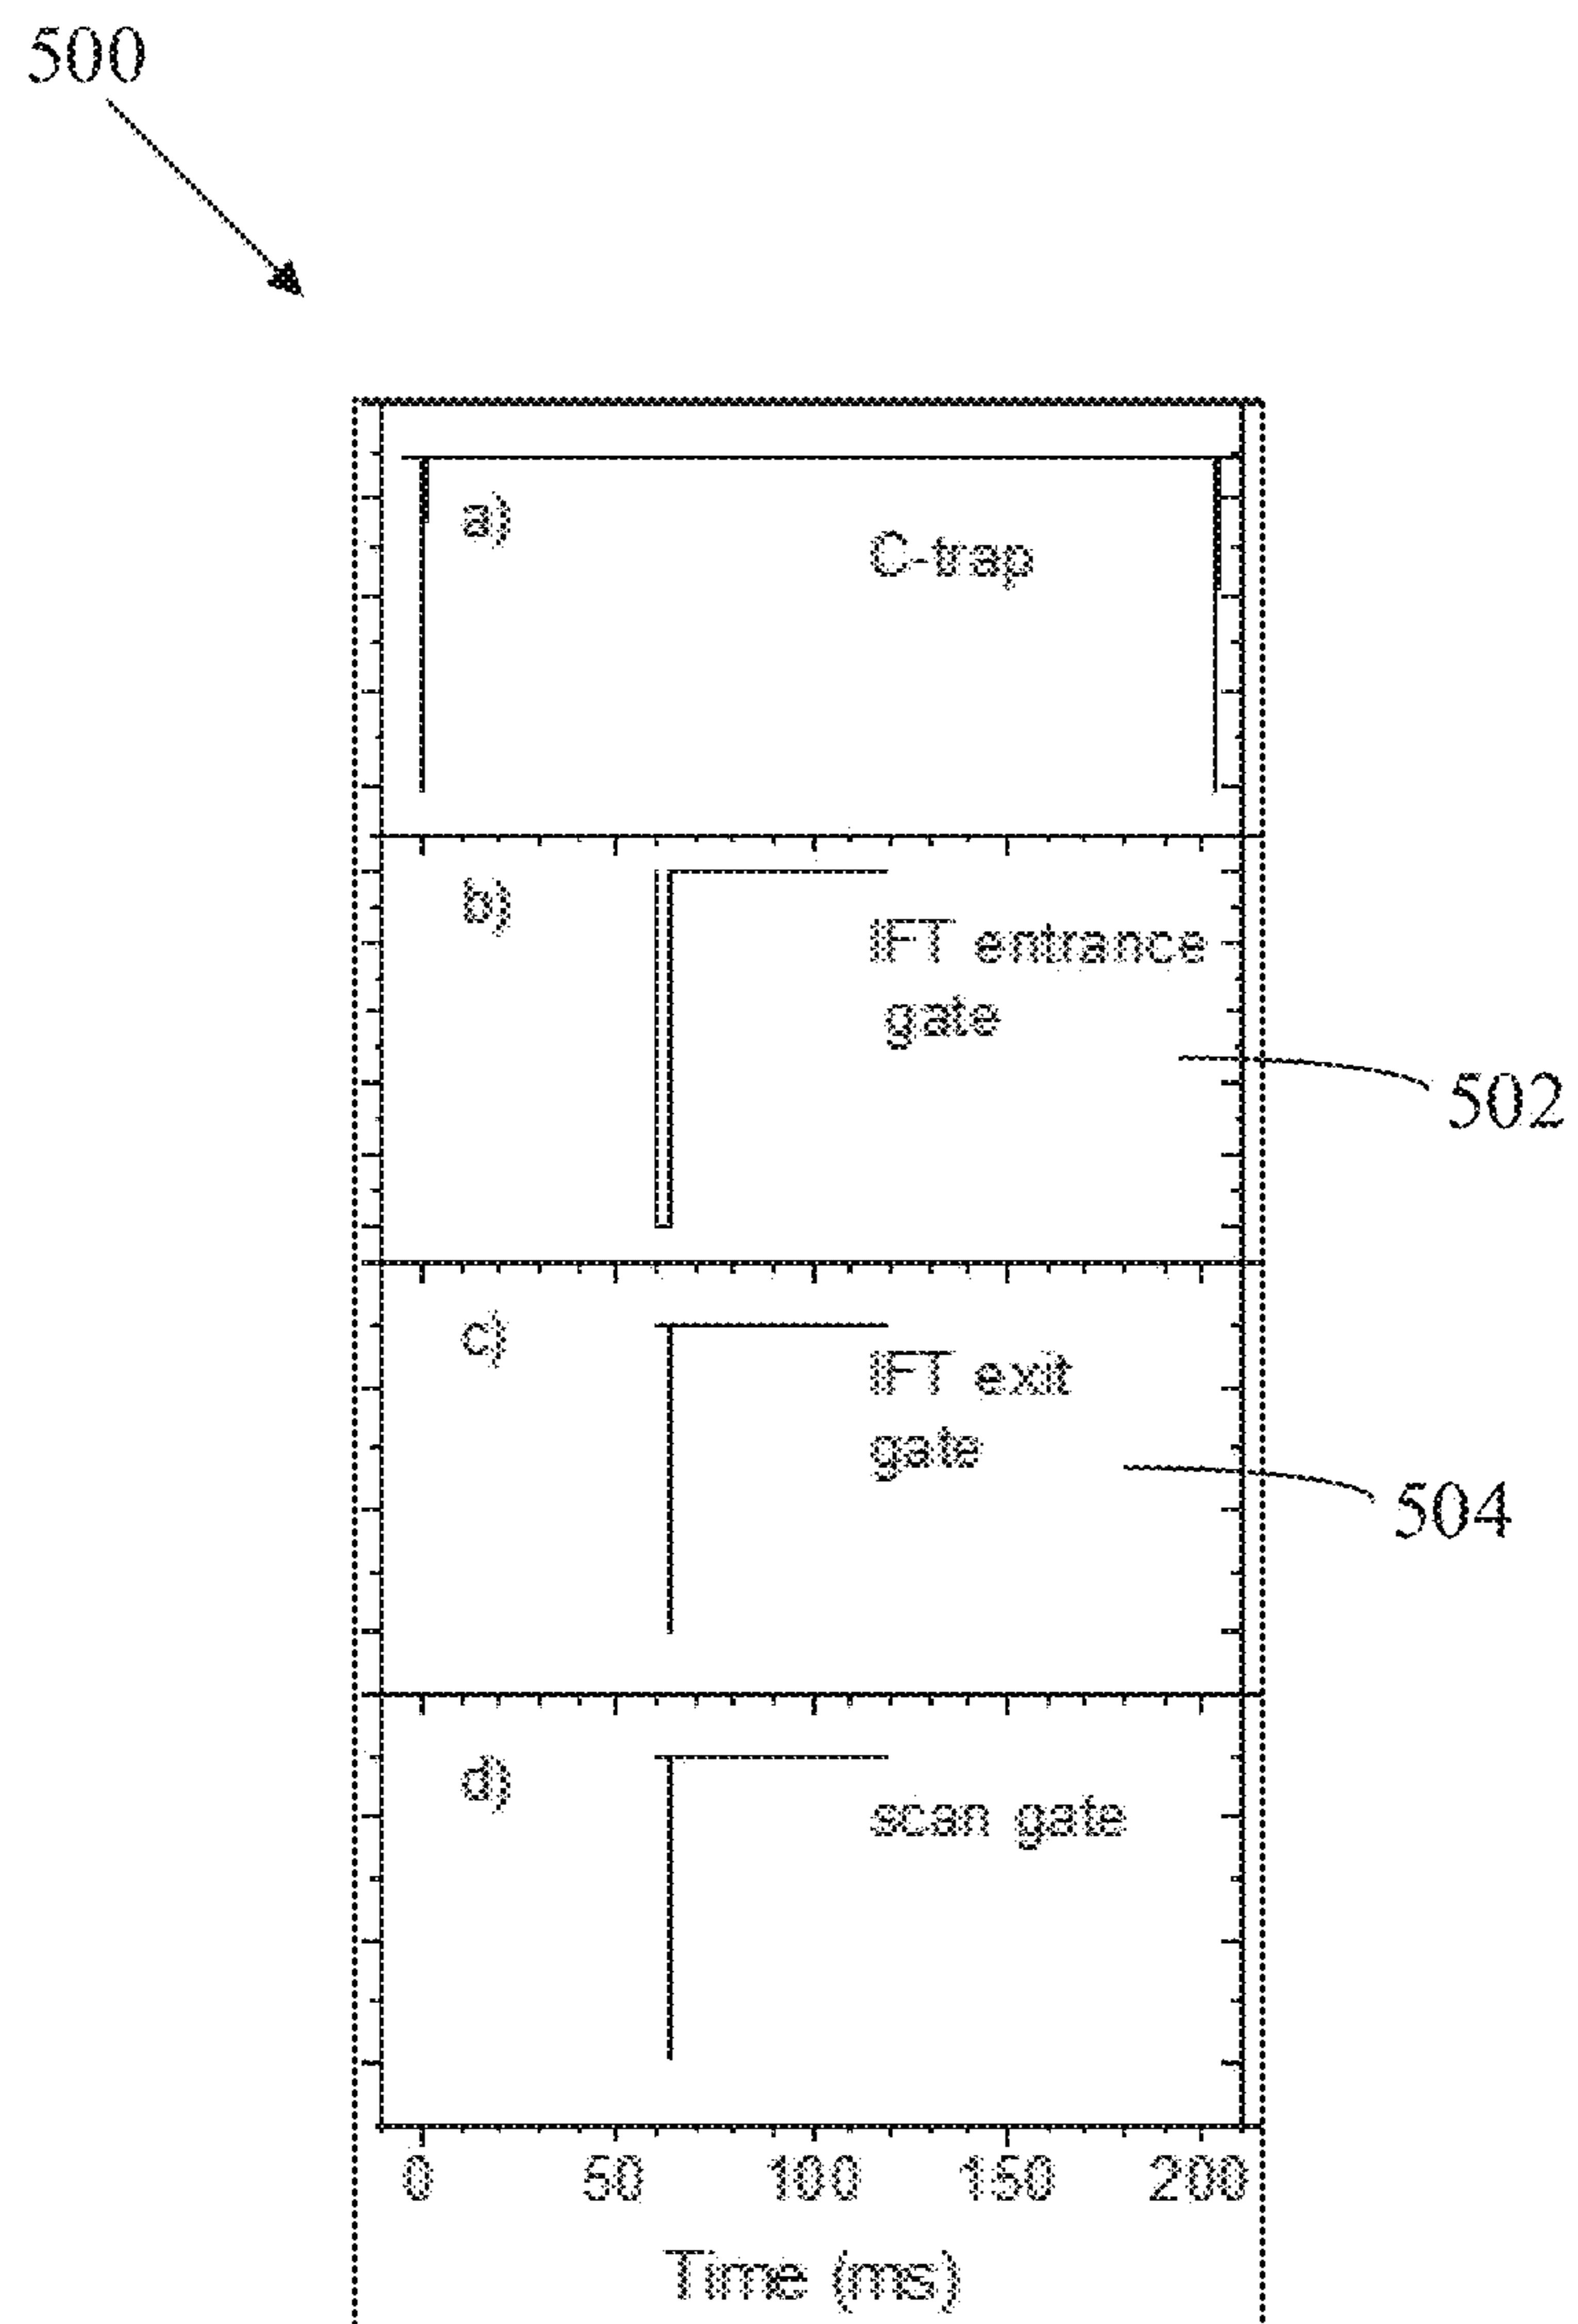 500
a)
C-trap
b)
IFT entrance
gate
502
c)
IFT exit
gate
504
d)
scan gate
0 50 100 150 200
Time (ms)